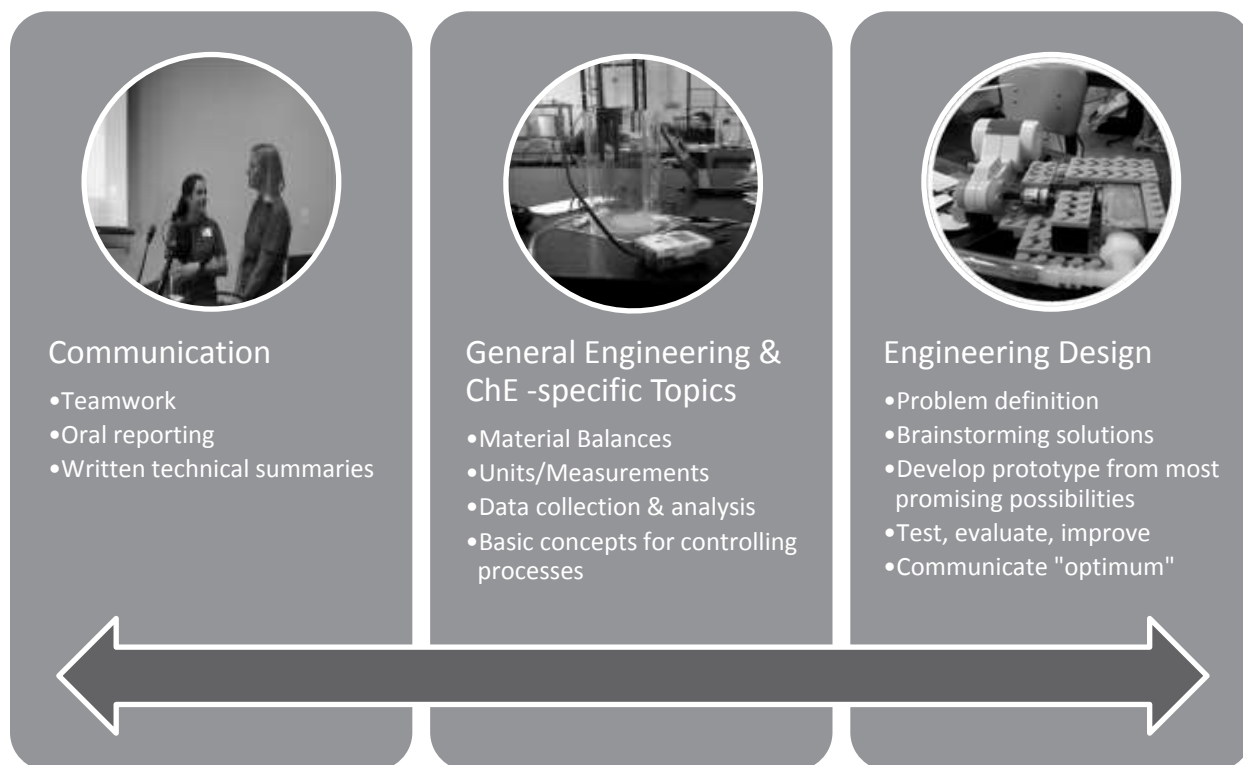 Communication
•Teamwork
•Oral reporting
•Written technical summaries
General Engineering &
ChE -specific Topics
•Material Balances
•Units/Measurements
•Data collection & analysis
•Basic concepts for controlling
processes
Engineering Design
•Problem definition
•Brainstorming solutions
•Develop prototype from most
promising possibilities
•Test, evaluate, improve
•Communicate "optimum"